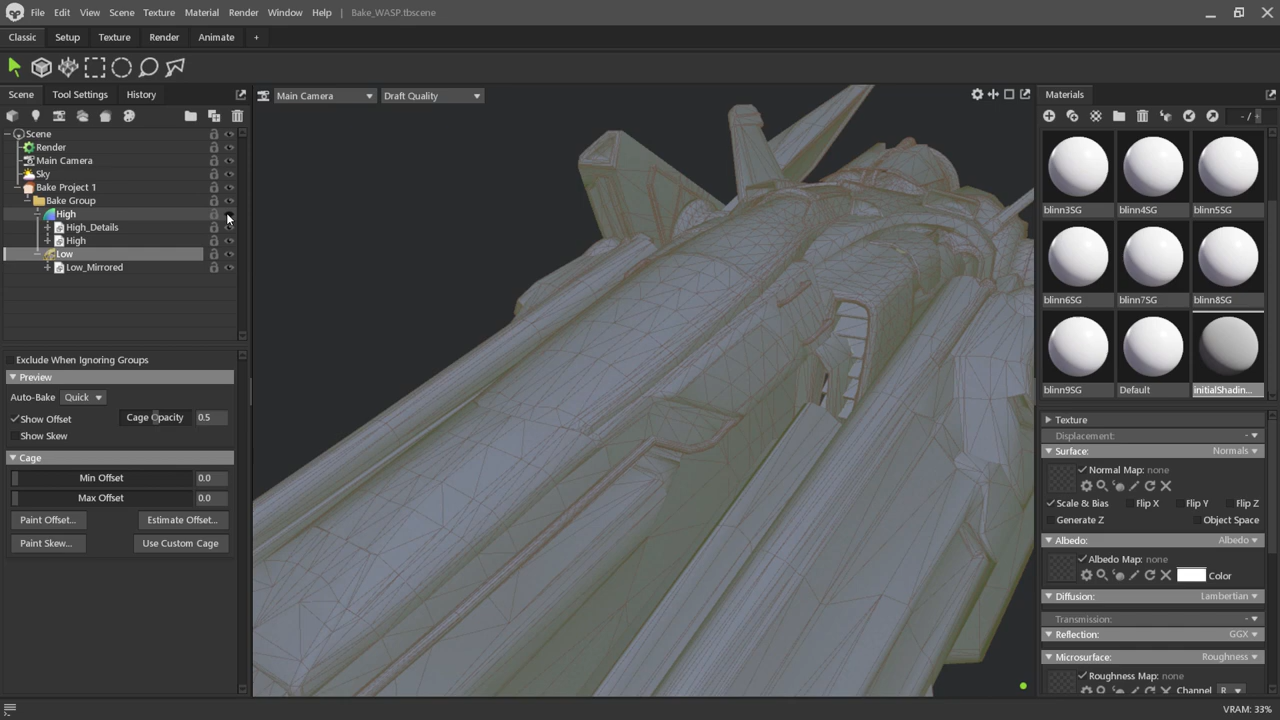 File Edit View Scene Texture Material Render Window Help Bake_WASP.tbscene
Classic Setup Texture Render Animate +
Scene Tool Settings History
Main Camera Draft Quality
Materials
- /
Scene
Render
Main Camera
Sky
Bake Project 1
Bake Group
High
High_Details
High
Low
Low_Mirrored
Exclude When Ignoring Groups
Preview
Auto-Bake Quick
Show Offset Cage Opacity 0.5
Show Skew
Cage
Min Offset 0.0
Max Offset 0.0
Paint Offset... Estimate Offset...
Paint Skew... Use Custom Cage
blinn3SG blinn4SG blinn5SG
blinn6SG blinn7SG blinn8SG
blinn9SG Default initialShadin...
Texture
Displacement: -
Surface: Normals
Normal Map: none
Scale & Bias Flip X Flip Y Flip Z
Generate Z Object Space
Albedo: Albedo
Albedo Map: none
Color
Diffusion: Lambertian
Transmission: -
Reflection: GGX
Microsurface: Roughness
Roughness Map: none
Channel R
VRAM: 33%